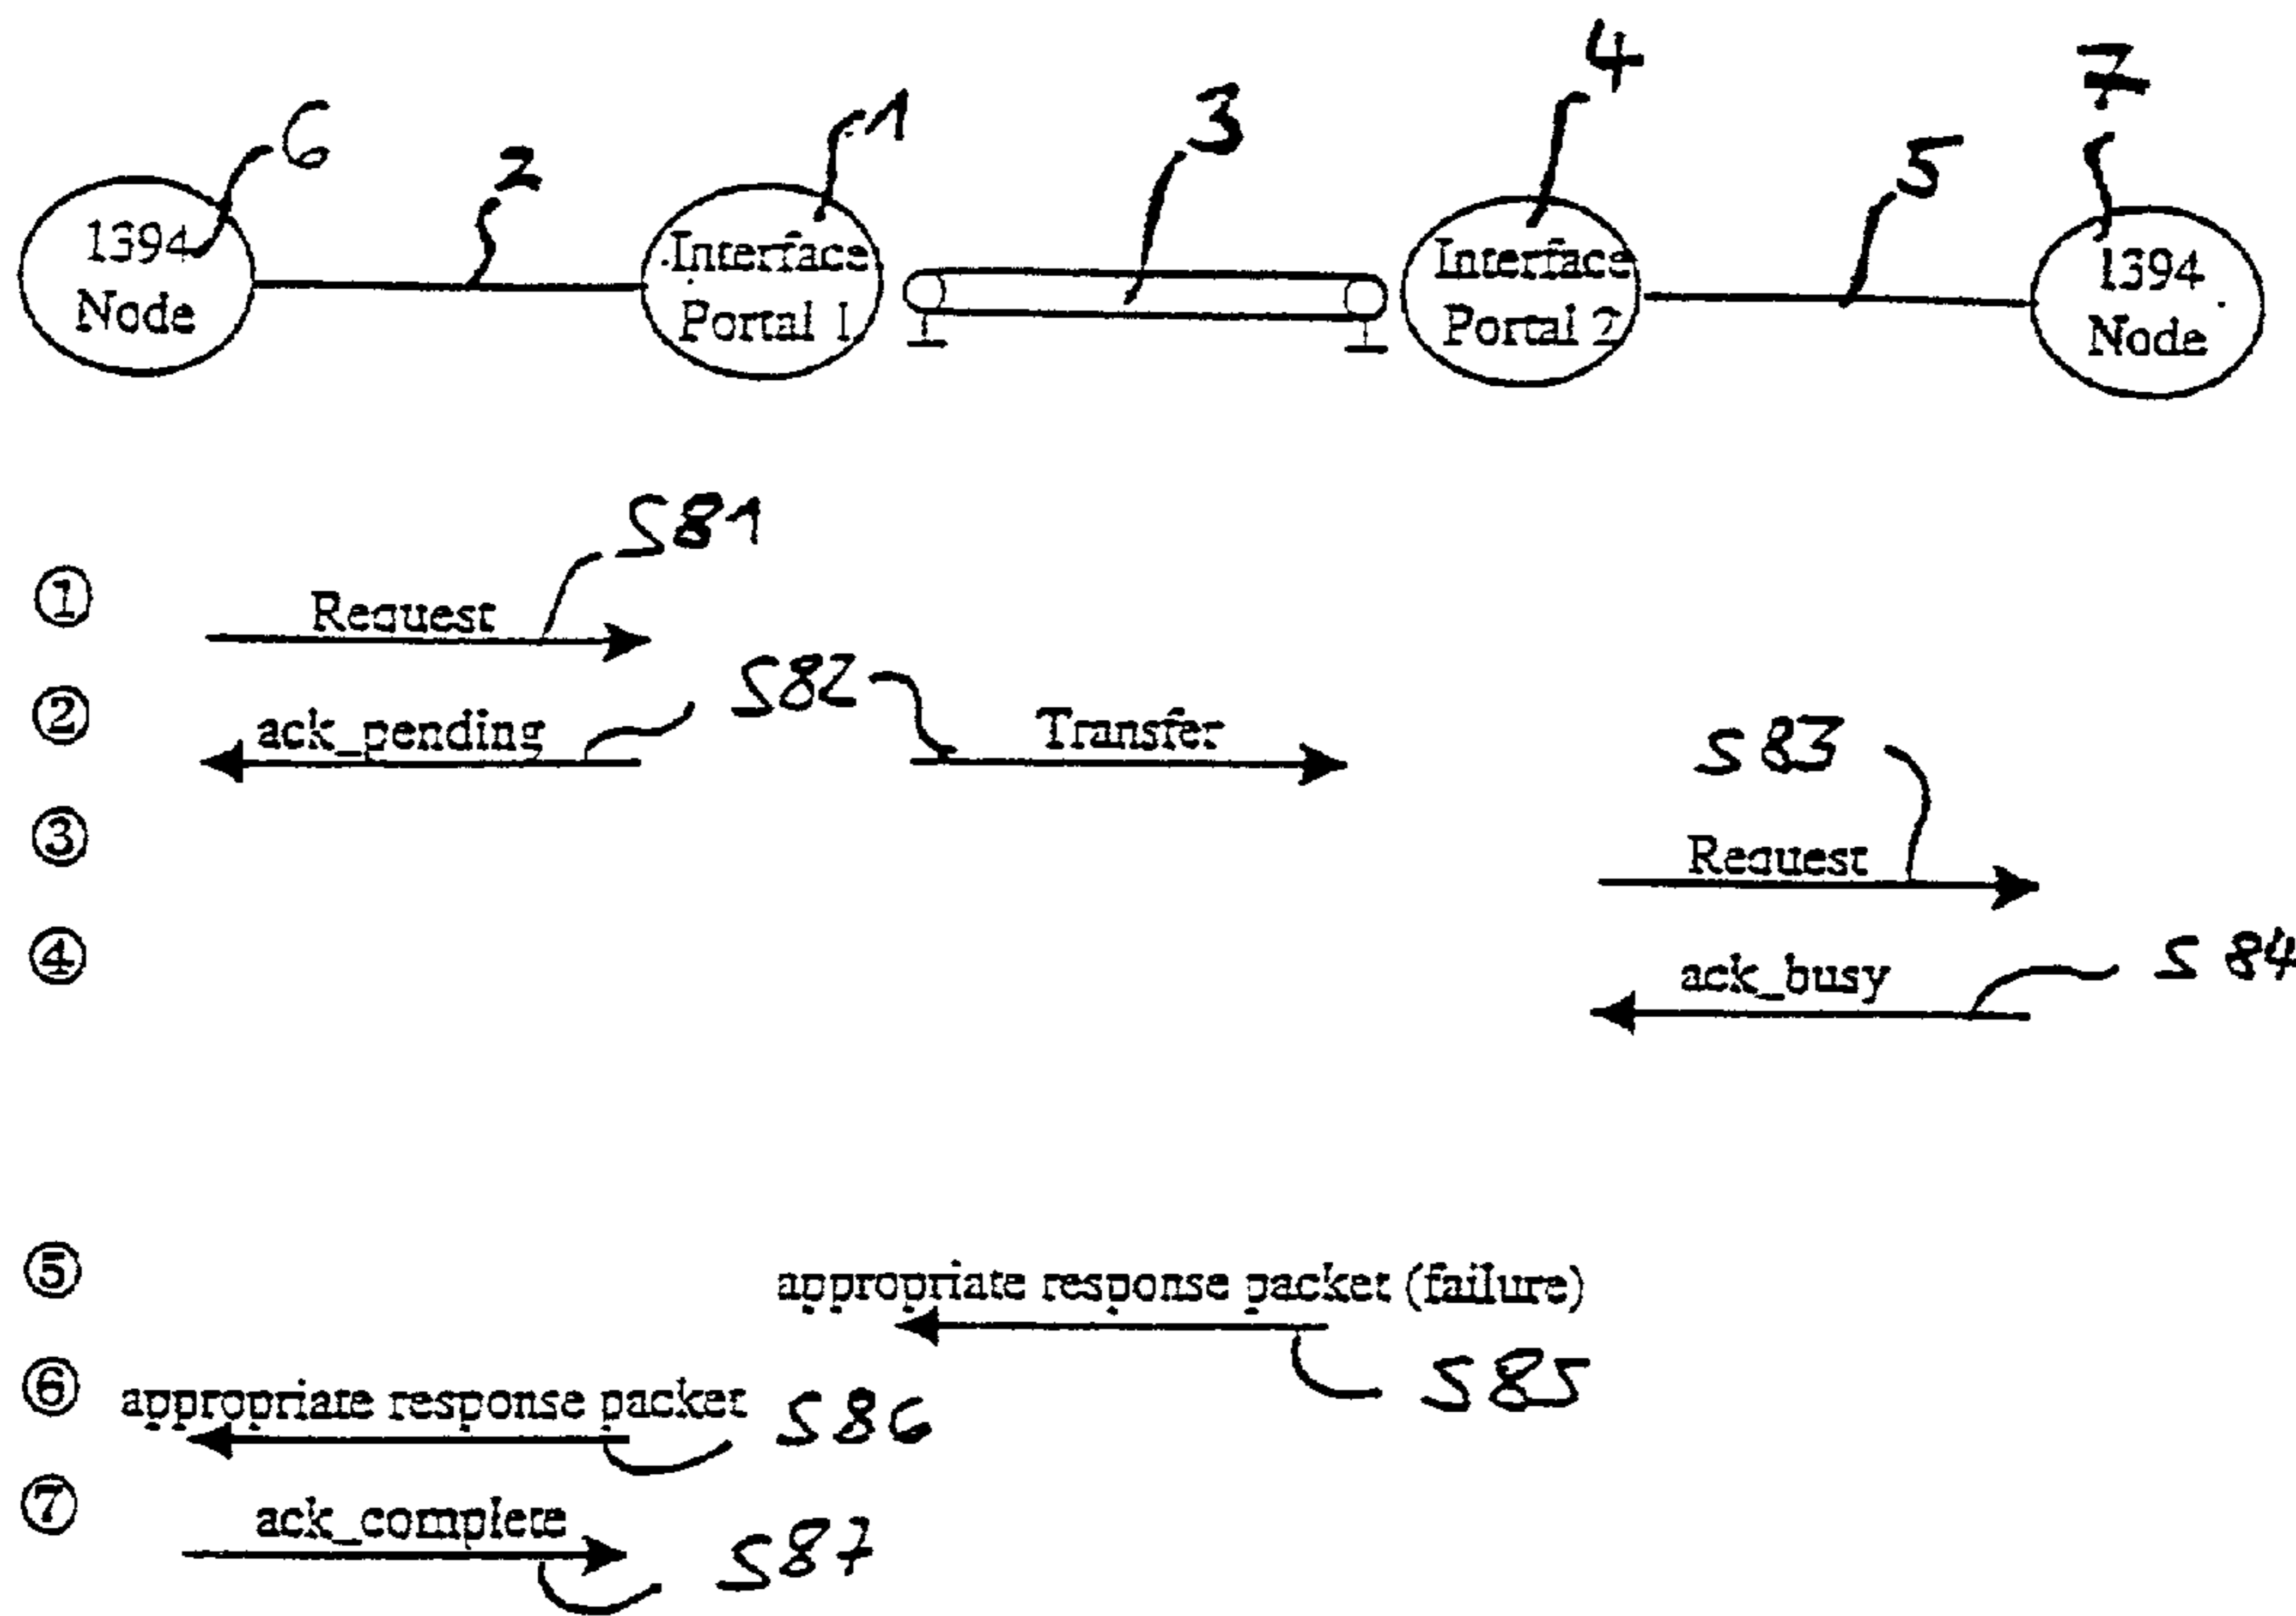 6
2
1
3
4
5
7
1394
Node
Interface
Portal 1
Interface
Portal 2
1394
Node
S81
① Request
S82
② ack_pending Transfer
S83
③ Request
④ ack_busy S84
⑤ appropriate response packet (failure)
S85
⑥ appropriate response packet S86
⑦ ack_complete S87